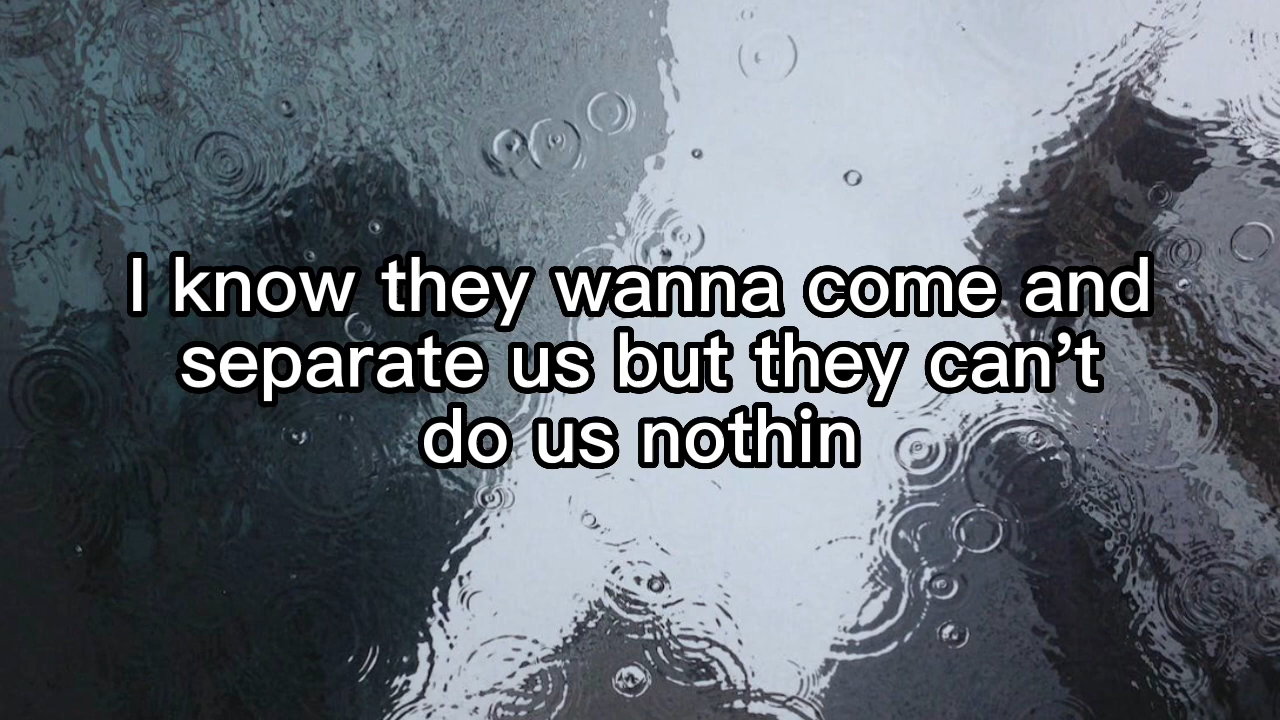 I know they wanna come and
separate us but they can’t
do us nothin